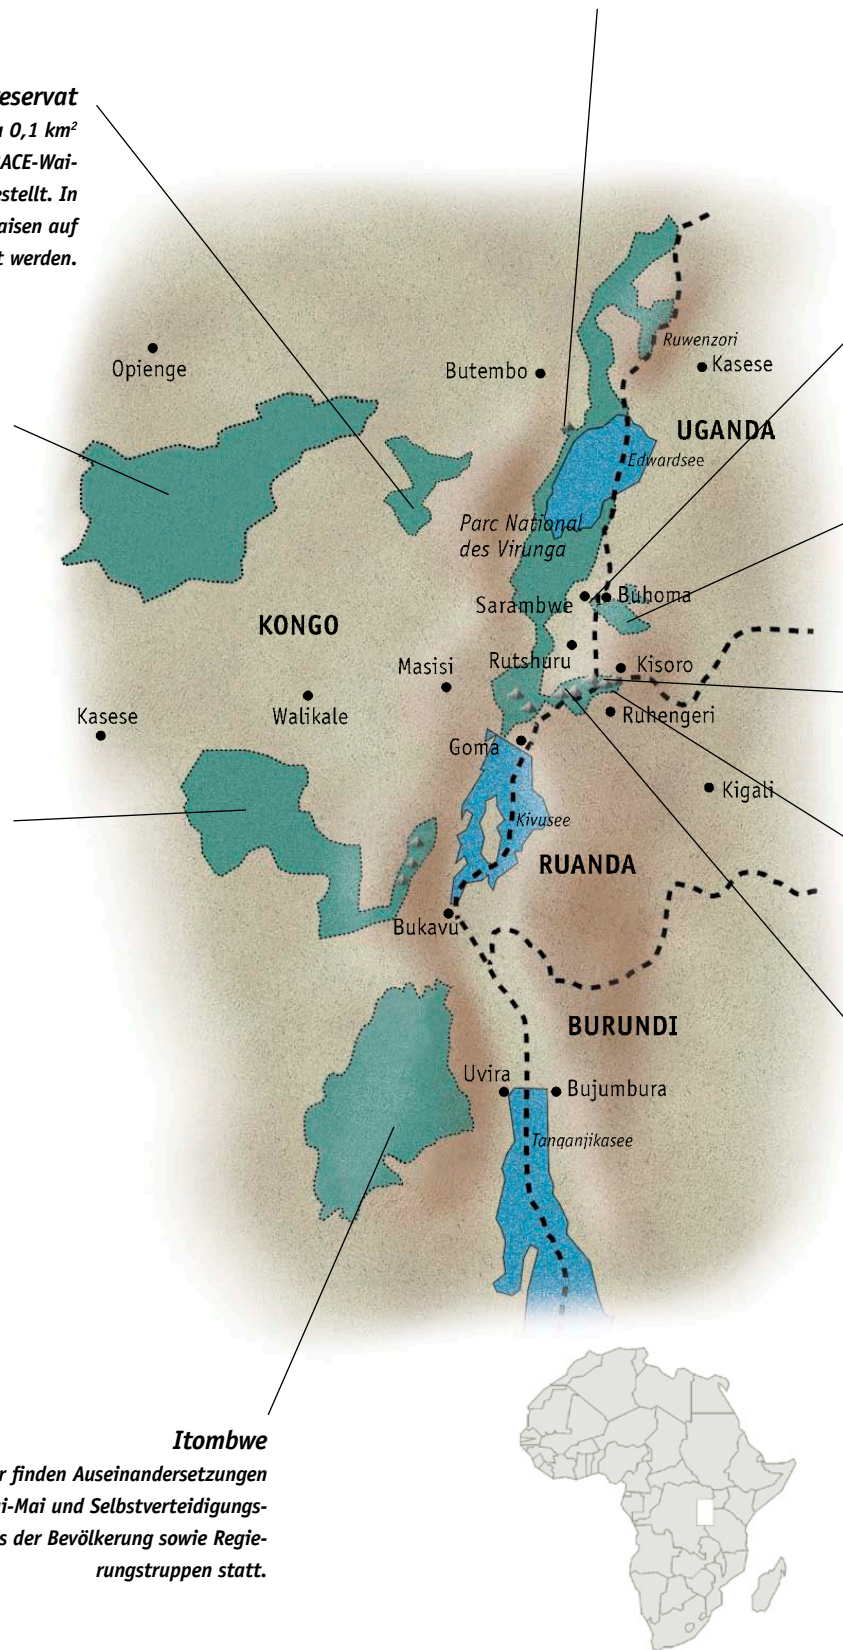 eservat
0,1 km²
ACE-Wai-
estellt. In
aisen auf
t werden.
Opienge
Butembo
Ruwenzori
Kasese
UGANDA
Edwardsee
Parc National
des Virunga
Sarambwe
Buhoma
KONGO
Masisi
Rutshuru
Kisoro
Kasese
Walikale
Ruhengeri
Goma
Kigali
Kivusee
RUANDA
Bukavu
BURUNDI
Uvira
Bujumbura
Tanganjikasee
Itombwe
r finden Auseinandersetzungen
i-Mai und Selbstverteidigungs-
s der Bevölkerung sowie Regie-
rungstruppen statt.